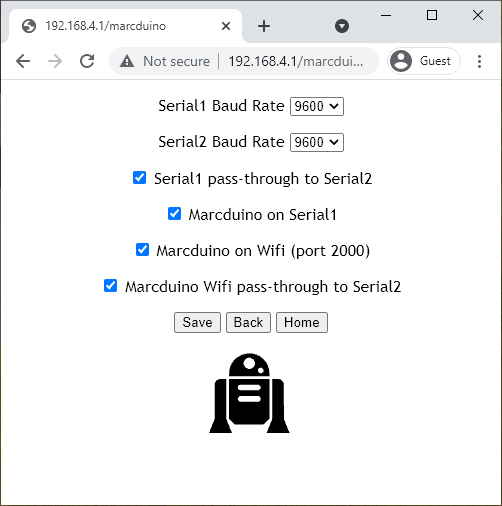 192.168.4.1/marcduino
Not secure | 192.168.4.1/marcdui... Guest
Serial1 Baud Rate 9600
Serial2 Baud Rate 9600
Serial1 pass-through to Serial2
Marcduino on Serial1
Marcduino on Wifi (port 2000)
Marcduino Wifi pass-through to Serial2
Save Back Home